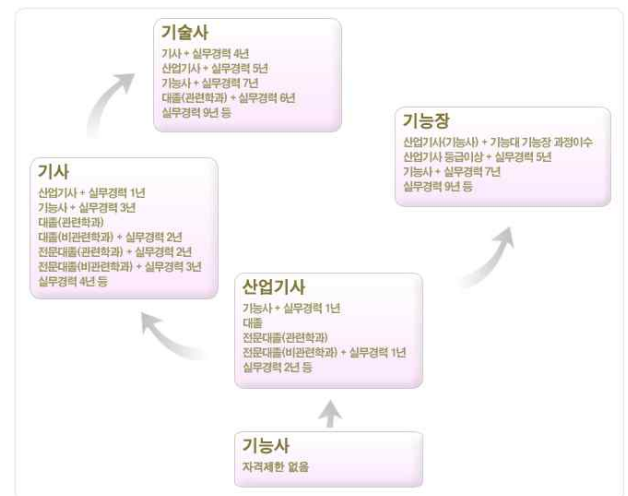 기술사
기사 + 실무경력 4년
산업기사 + 실무경력 5년
기능사 + 실무경력 7년
대졸(관련학과) + 실무경력 6년
실무경력 9년 등
기능장
산업기사(기능사) + 기능대 기능장 과정이수
산업기사 등급이상 + 실무경력 5년
기능사 + 실무경력 7년
실무경력 9년 등
기사
산업기사 + 실무경력 1년
기능사 + 실무경력 3년
대졸(관련학과)
대졸(비관련학과) + 실무경력 2년
전문대졸(관련학과) + 실무경력 2년
전문대졸(비관련학과) + 실무경력 3년
실무경력 4년 등
산업기사
기능사 + 실무경력 1년
대졸
전문대졸(관련학과)
전문대졸(비관련학과) + 실무경력 1년
실무경력 2년 등
기능사
자격제한 없음